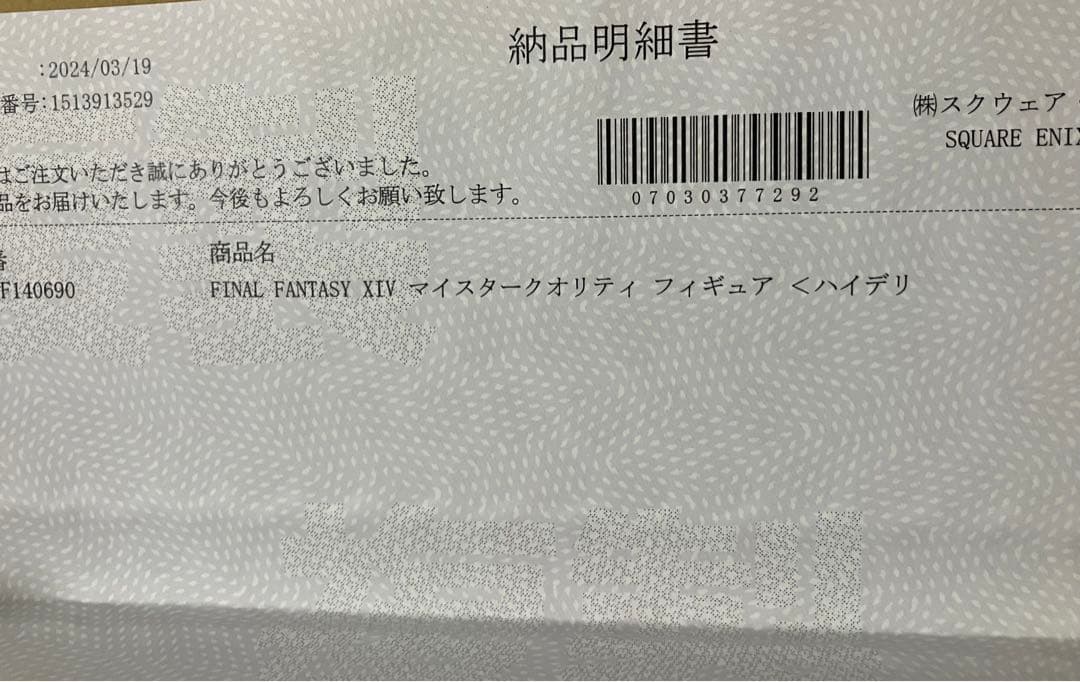 納品明細書
:2024/03/19
番号:1513913529
㈱スクウェア
SQUARE ENIX
はご注文いただき誠にありがとうございました。
品をお届けいたします。今後もよろしくお願い致します。
07030377292
番 商品名
F140690 FINAL FANTASY XIV マイスタークオリティ フィギュア <ハイデリ